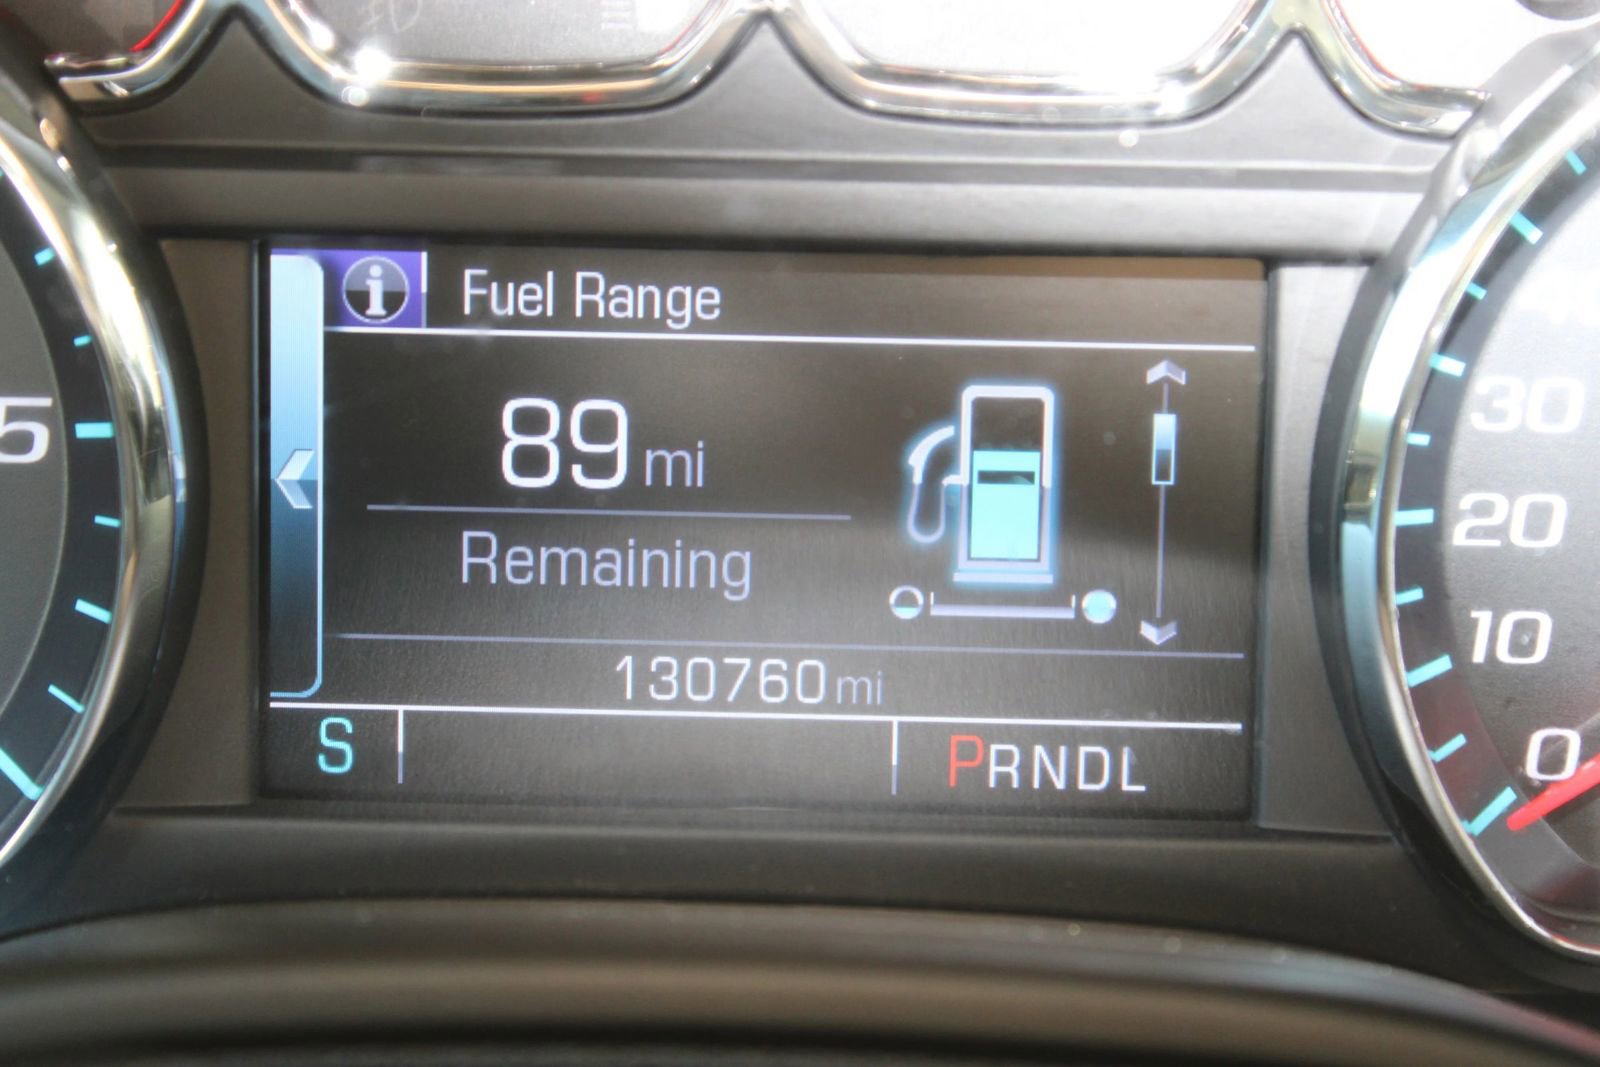 Fuel Range
89 mi
Remaining
130760 mi
S
PRNDL
5
30
20
10
0